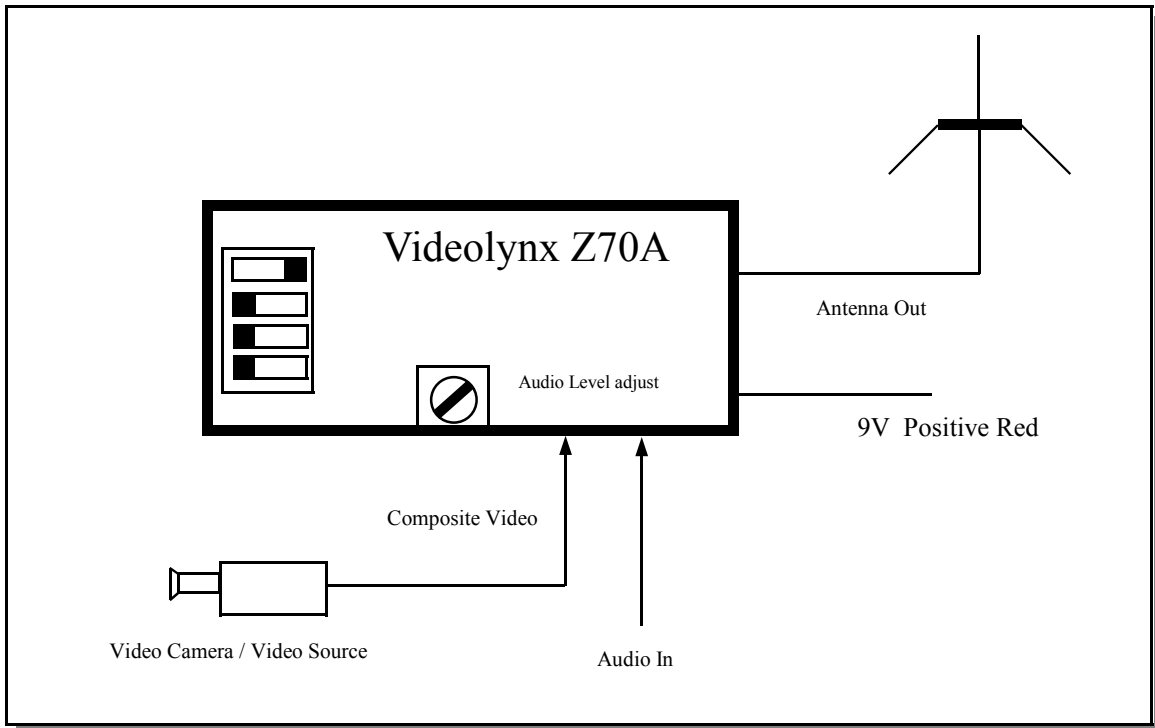 Videolynx Z70A
Antenna Out
Audio Level adjust
9V Positive Red
Composite Video
Video Camera / Video Source
Audio In